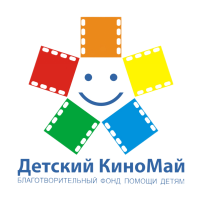 Детский КиноМай
БЛАГОТВОРИТЕЛЬНЫЙ ФОНД ПОМОЩИ ДЕТЯМ